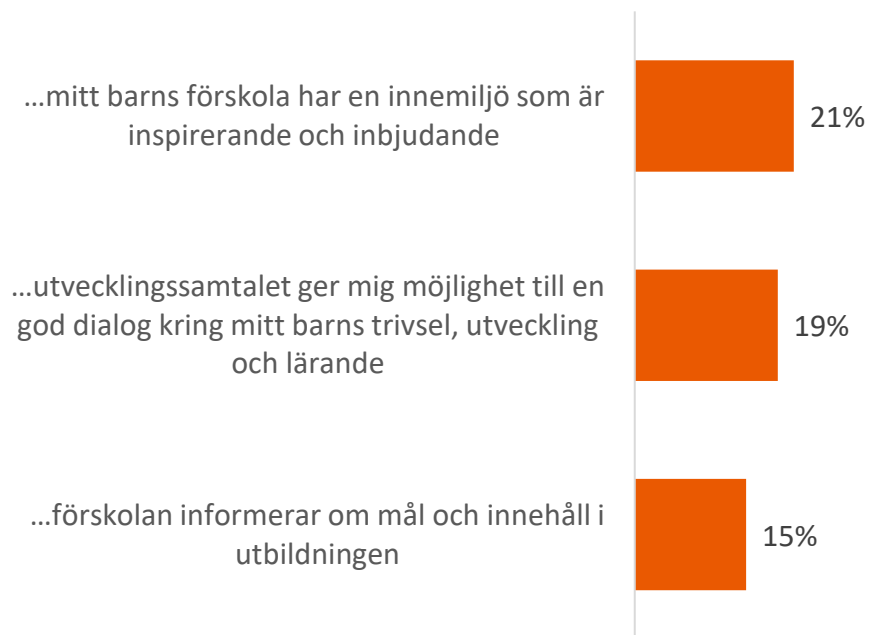 ...mitt barns förskola har en innemiljö som är
inspirerande och inbjudande
21%
...utvecklingssamtalet ger mig möjlighet till en
god dialog kring mitt barns trivsel, utveckling
och lärande
19%
...förskolan informerar om mål och innehåll i
utbildningen
15%